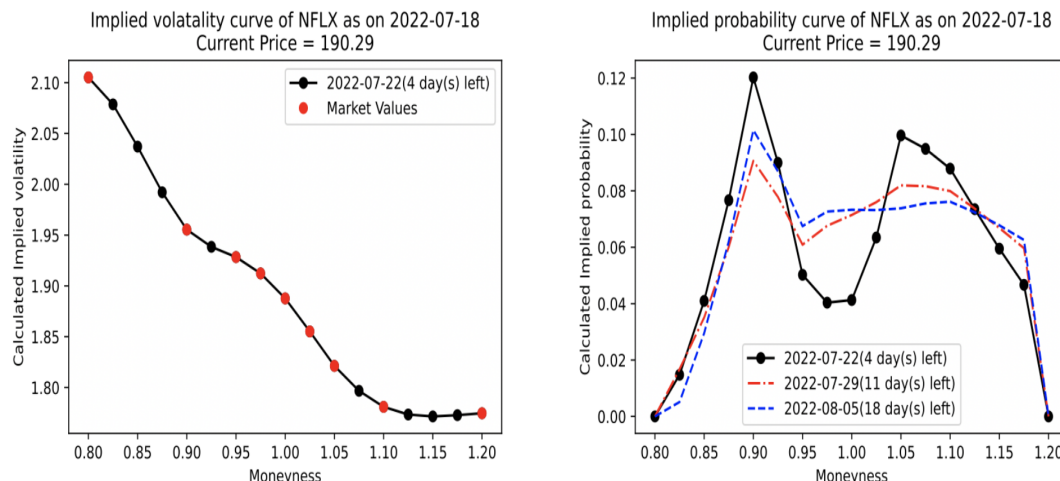 Implied volatality curve of NFLX as on 2022-07-18
Current Price = 190.29
Calculated Implied volatility
2.10
2.05
2.00
1.95
1.90
1.85
1.80
2022-07-22(4 day(s) left)
Market Values
0.80 0.85 0.90 0.95 1.00 1.05 1.10 1.15 1.20
Moneyness
Implied probability curve of NFLX as on 2022-07-18
Current Price = 190.29
Calculated Implied probability
0.12
0.10
0.08
0.06
0.04
0.02
0.00
2022-07-22(4 day(s) left)
2022-07-29(11 day(s) left)
2022-08-05(18 day(s) left)
0.80 0.85 0.90 0.95 1.00 1.05 1.10 1.15 1.20
Moneyness